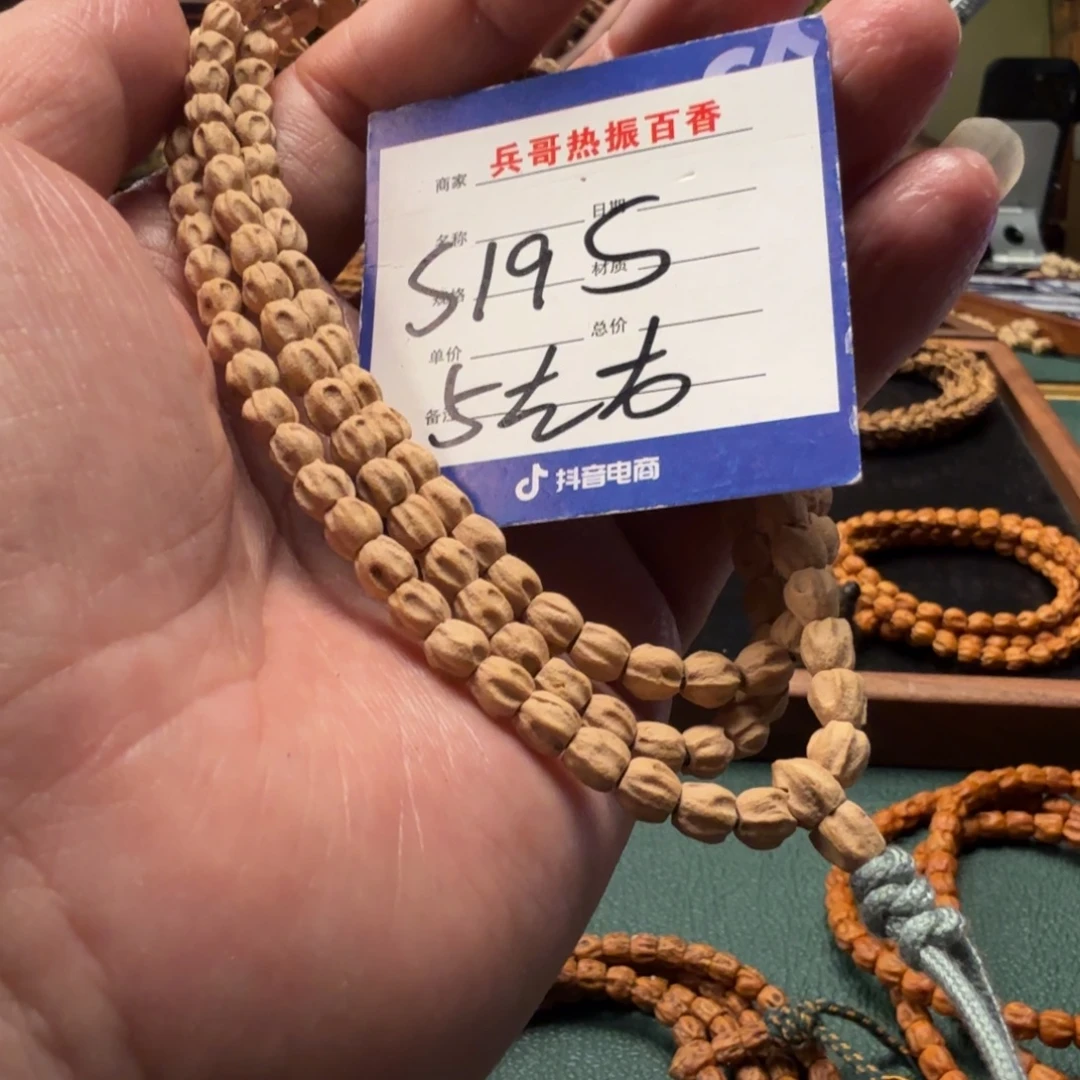 兵哥热振百香
商家
名称 日期
S19S
规格 材质
单价 总价
5左右
备注
抖音电商